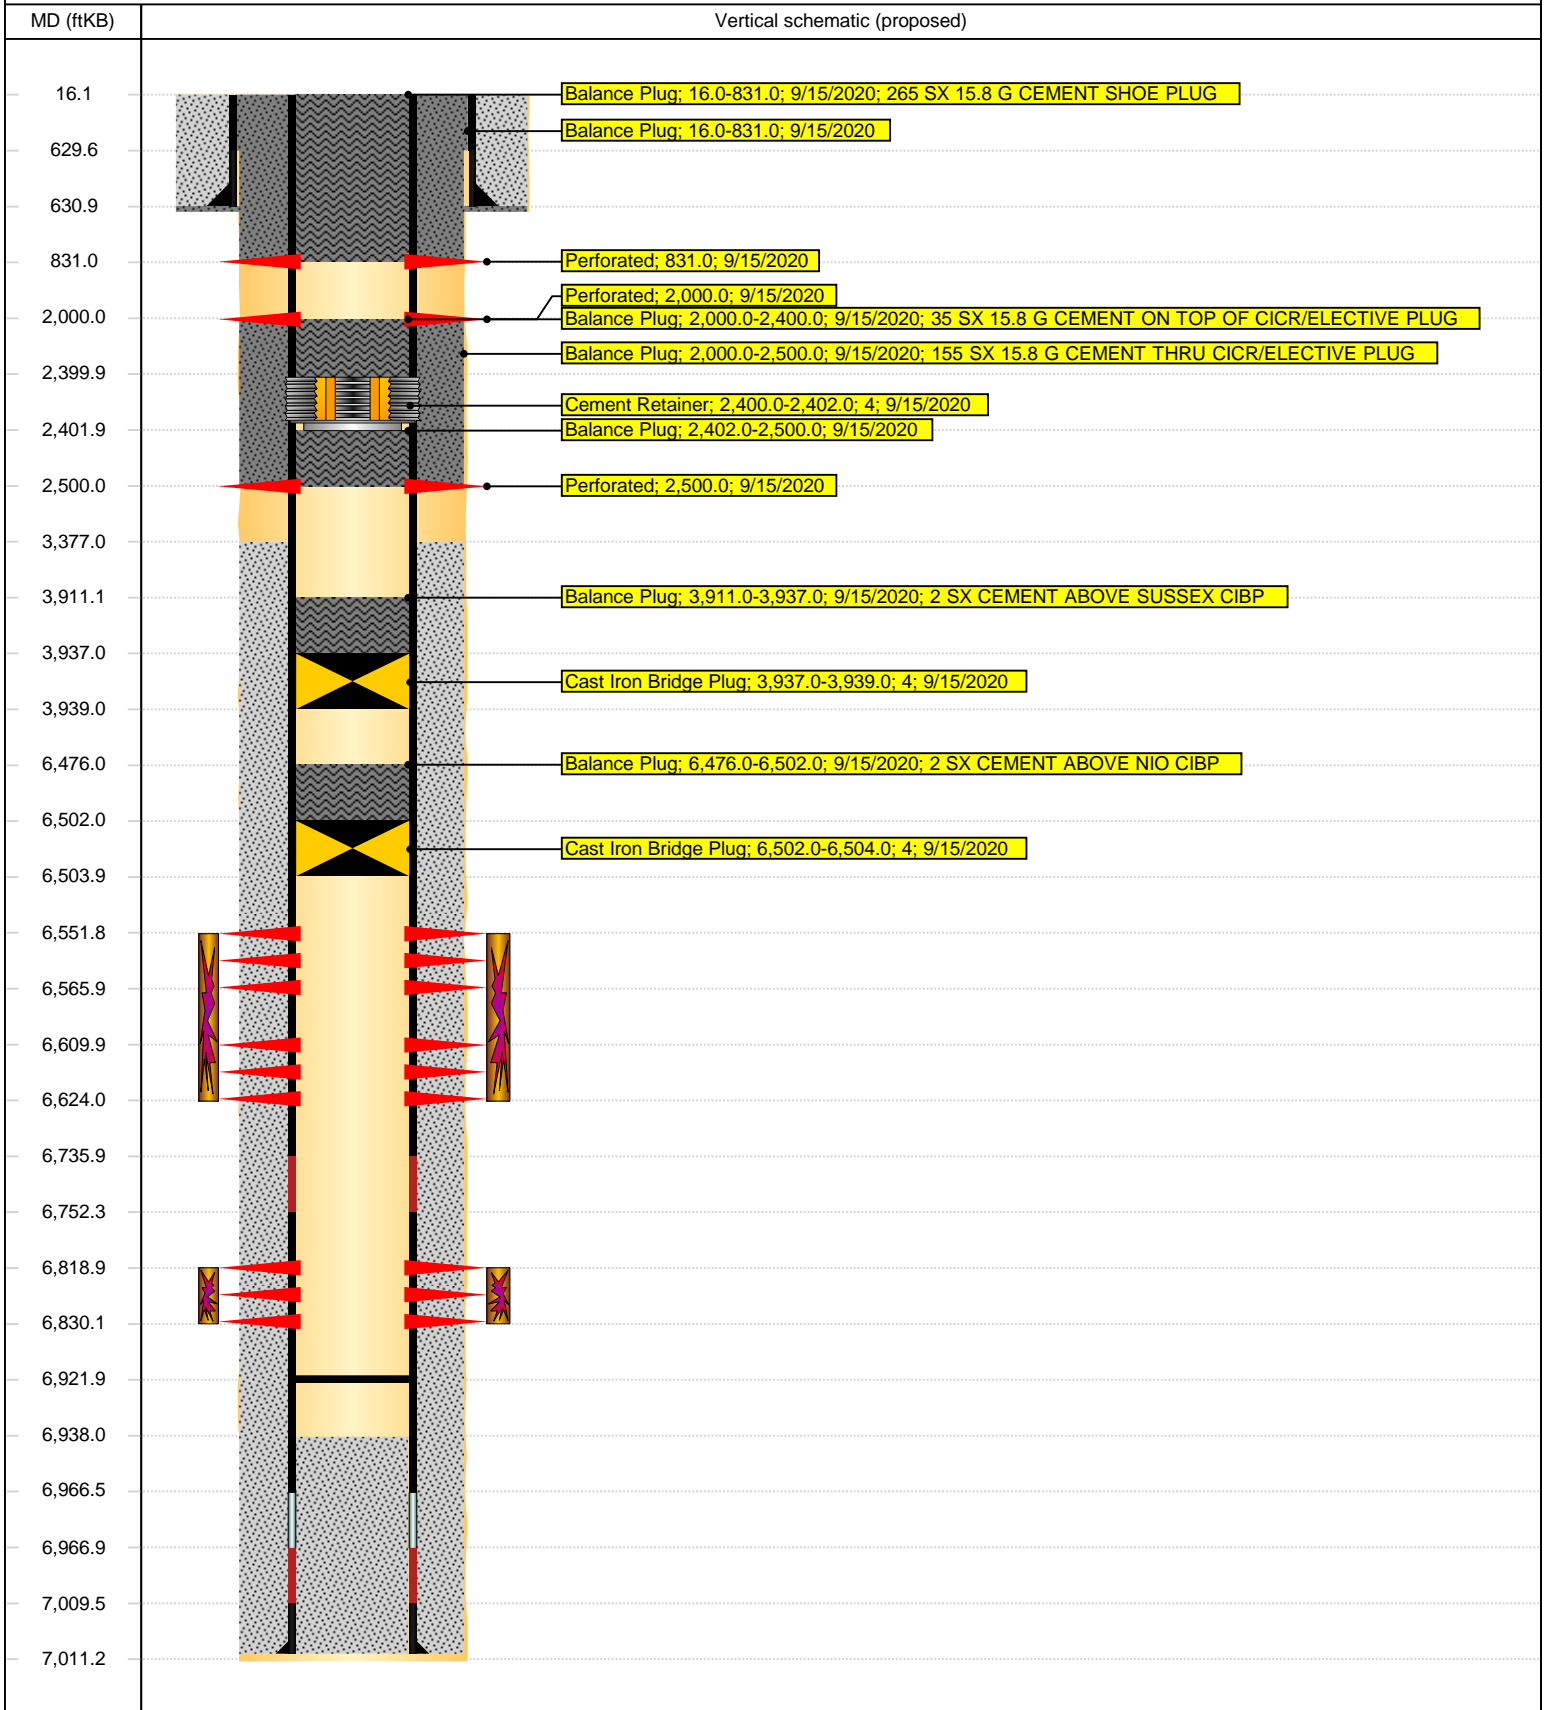 MD (ftKB)
Vertical schematic (proposed)
16.1
Balance Plug; 16.0-831.0; 9/15/2020; 265 SX 15.8 G CEMENT SHOE PLUG
Balance Plug; 16.0-831.0; 9/15/2020
629.6
630.9
831.0
Perforated; 831.0; 9/15/2020
Perforated; 2,000.0; 9/15/2020
2,000.0
Balance Plug; 2,000.0-2,400.0; 9/15/2020; 35 SX 15.8 G CEMENT ON TOP OF CICR/ELECTIVE PLUG
Balance Plug; 2,000.0-2,500.0; 9/15/2020; 155 SX 15.8 G CEMENT THRU CICR/ELECTIVE PLUG
2,399.9
Cement Retainer; 2,400.0-2,402.0; 4; 9/15/2020
2,401.9
Balance Plug; 2,402.0-2,500.0; 9/15/2020
2,500.0
Perforated; 2,500.0; 9/15/2020
3,377.0
3,911.1
Balance Plug; 3,911.0-3,937.0; 9/15/2020; 2 SX CEMENT ABOVE SUSSEX CIBP
3,937.0
Cast Iron Bridge Plug; 3,937.0-3,939.0; 4; 9/15/2020
3,939.0
6,476.0
Balance Plug; 6,476.0-6,502.0; 9/15/2020; 2 SX CEMENT ABOVE NIO CIBP
6,502.0
Cast Iron Bridge Plug; 6,502.0-6,504.0; 4; 9/15/2020
6,503.9
6,551.8
6,565.9
6,609.9
6,624.0
6,735.9
6,752.3
6,818.9
6,830.1
6,921.9
6,938.0
6,966.5
6,966.9
7,009.5
7,011.2